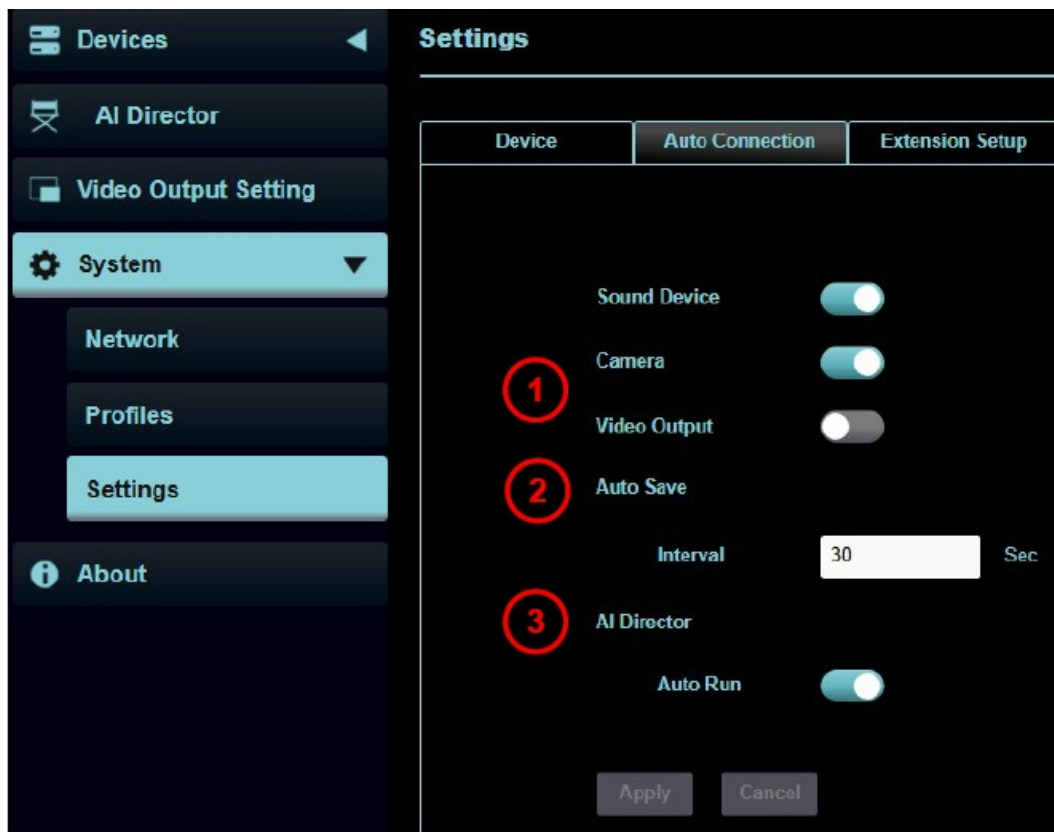 Devices
AI Director
Video Output Setting
System
Network
Profiles
Settings
About
Settings
Device
Auto Connection
Extension Setup
Sound Device
Camera
1
Video Output
2
Auto Save
Interval
30
Sec
3
AI Director
Auto Run
Apply
Cancel